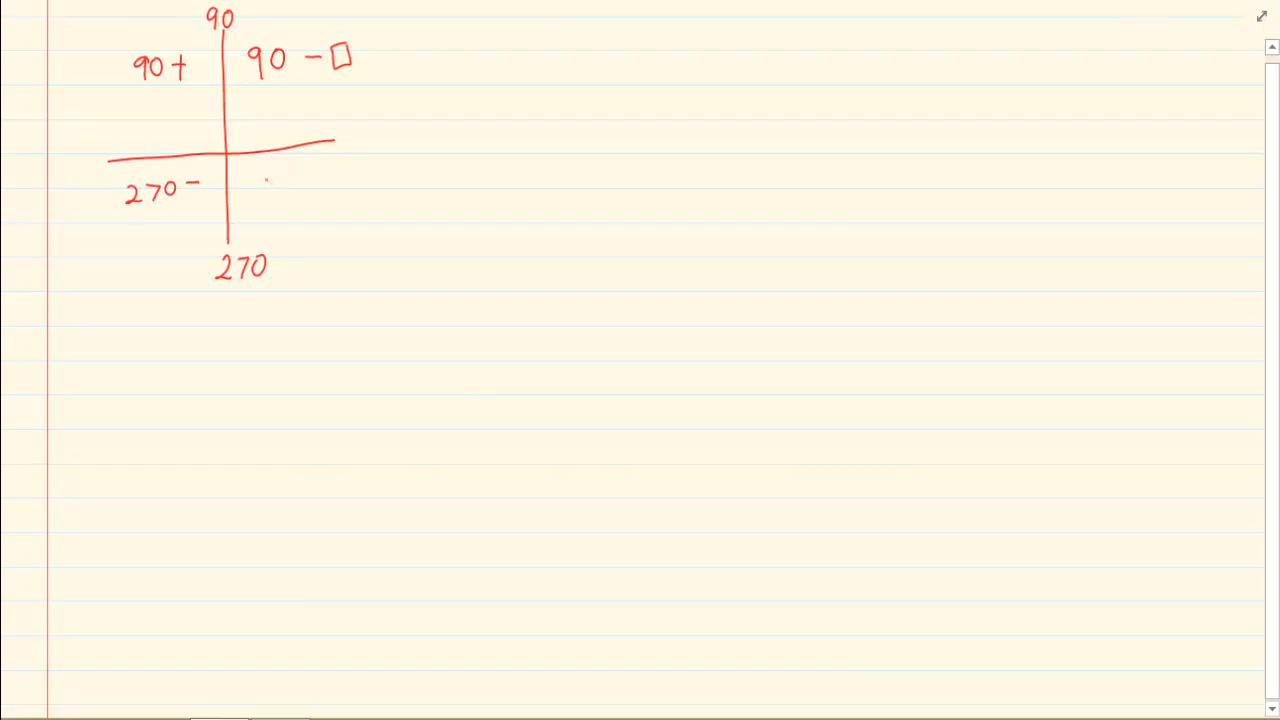 90
90+ 90 - □
270 -
270